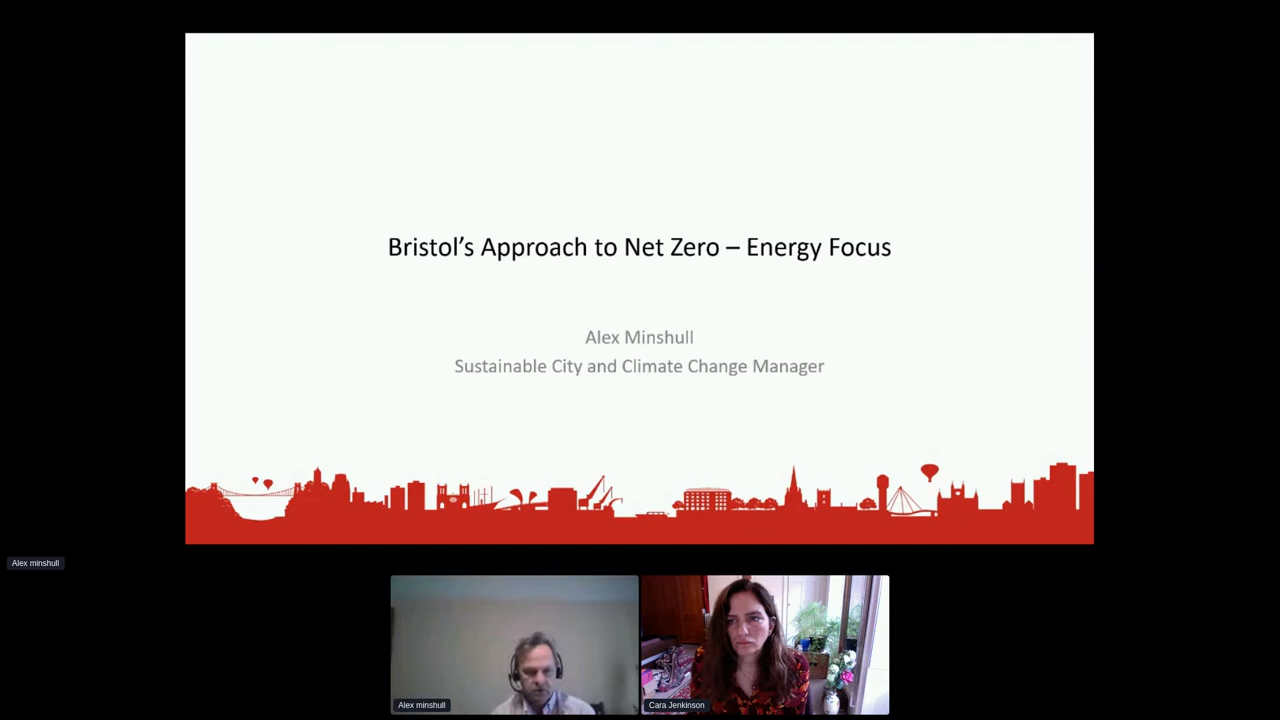 Bristol's Approach to Net Zero – Energy Focus
Alex Minshull
Sustainable City and Climate Change Manager
Alex minshull
Alex minshull
Cara Jenkinson